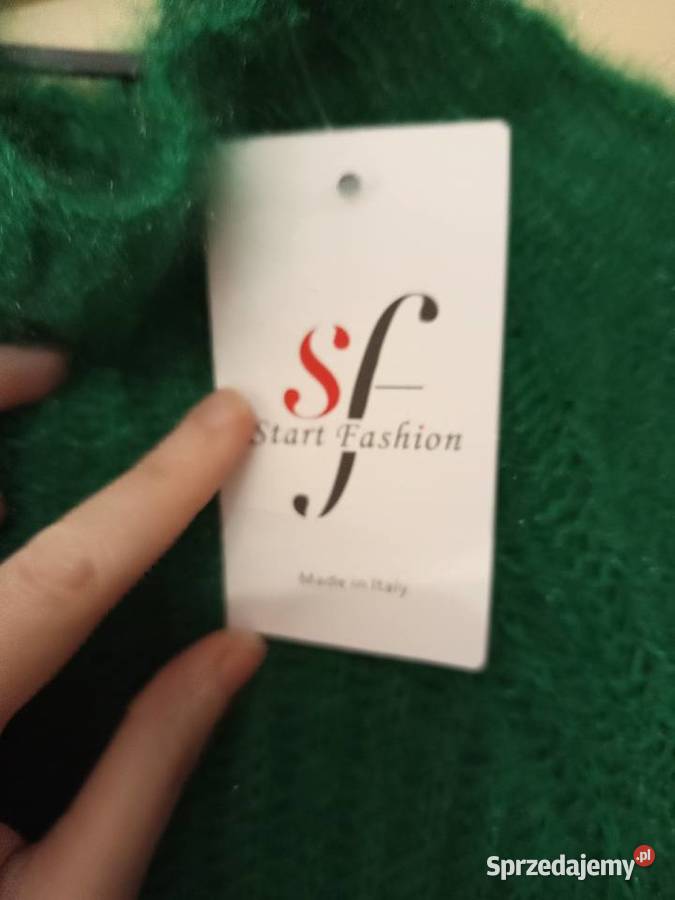 sf
Start Fashion
Made in Italy
Sprzedajemy.pl